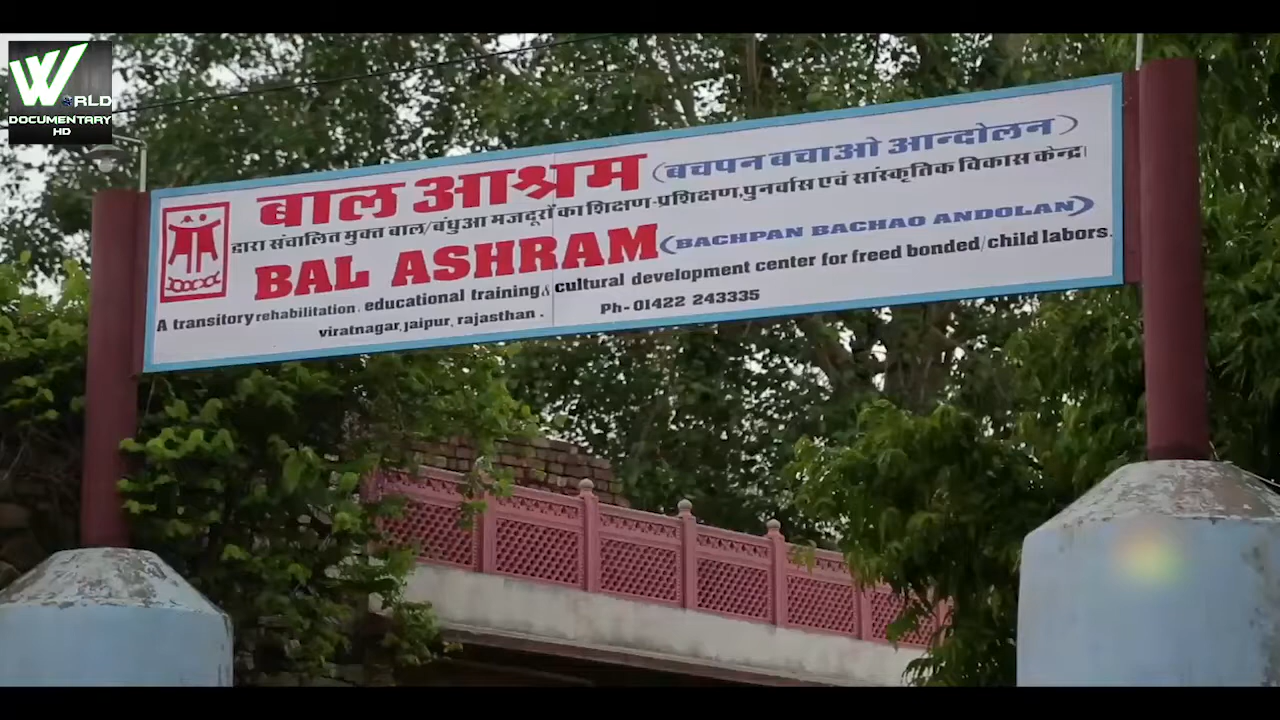 WORLD
DOCUMENTARY
HD
बाल आश्रम (बचपन बचाओ आन्दोलन)
द्वारा संचालित मुक्त बाल/बंधुआ मजदूरों का शिक्षण-प्रशिक्षण,पुनर्वास एवं सांस्कृतिक विकास केन्द्र।
BAL ASHRAM (BACHPAN BACHAO ANDOLAN)
A transitory rehabilitation, educational training & cultural development center for freed bonded/child labors.
viratnagar, jaipur, rajasthan. Ph-01422 243335